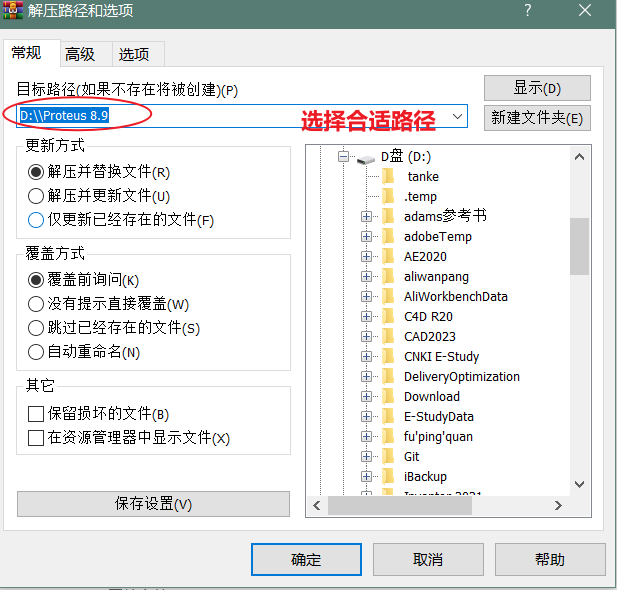 解压路径和选项
?
常规
高级
选项
目标路径(如果不存在将被创建)(P)
显示(D)
D:\\Proteus 8.9
选择合适路径
新建文件夹(E)
更新方式
解压并替换文件(R)
解压并更新文件(U)
仅更新已经存在的文件(F)
覆盖方式
覆盖前询问(K)
没有提示直接覆盖(W)
跳过已经存在的文件(S)
自动重命名(N)
其它
保留损坏的文件(B)
在资源管理器中显示文件(X)
保存设置(V)
D盘 (D:)
tanke
.temp
adams参考书
adobeTemp
AE2020
aliwanpang
AliWorkbenchData
C4D R20
CAD2023
CNKI E-Study
DeliveryOptimization
Download
E-StudyData
fu'ping'quan
Git
iBackup
Inventor 2021
确定
取消
帮助